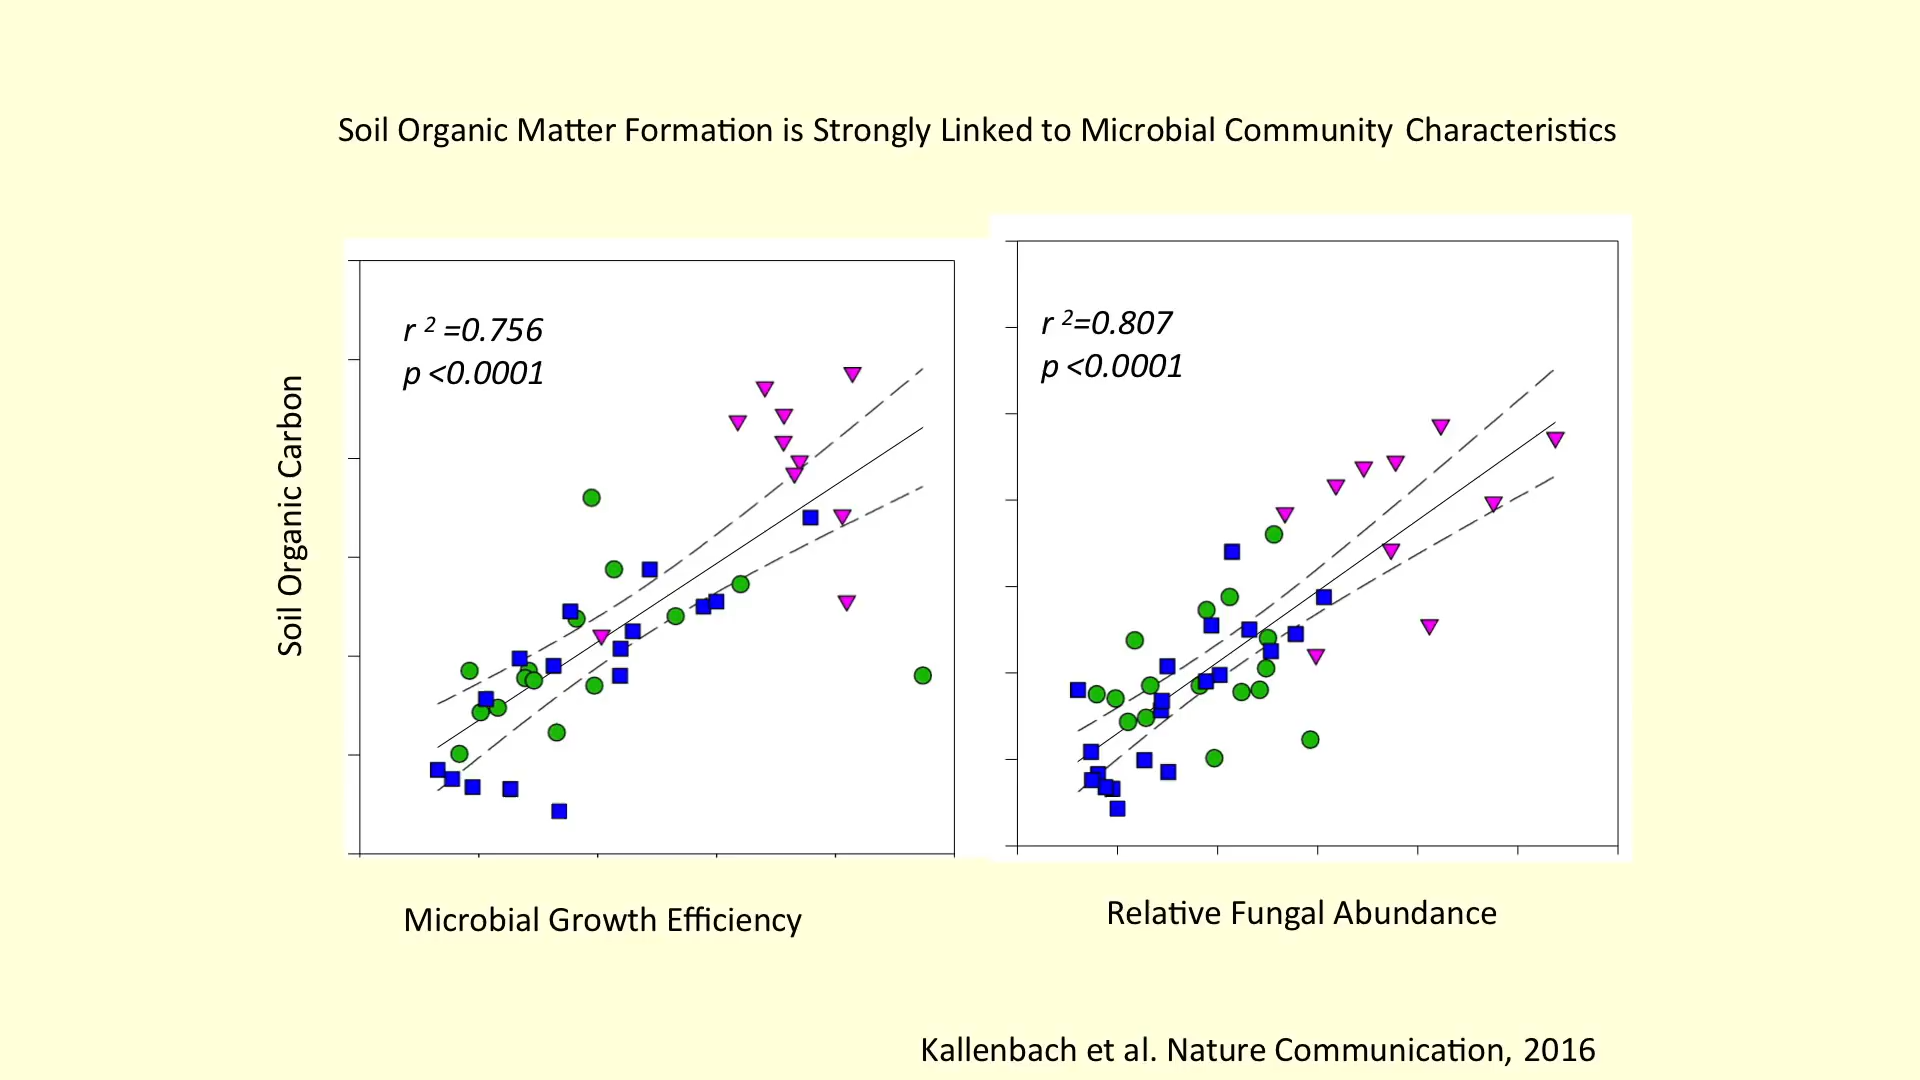 Soil Organic Matter Formation is Strongly Linked to Microbial Community Characteristics
r 2 =0.756
p <0.0001
r 2=0.807
p <0.0001
Soil Organic Carbon
Microbial Growth Efficiency
Relative Fungal Abundance
Kallenbach et al. Nature Communication, 2016